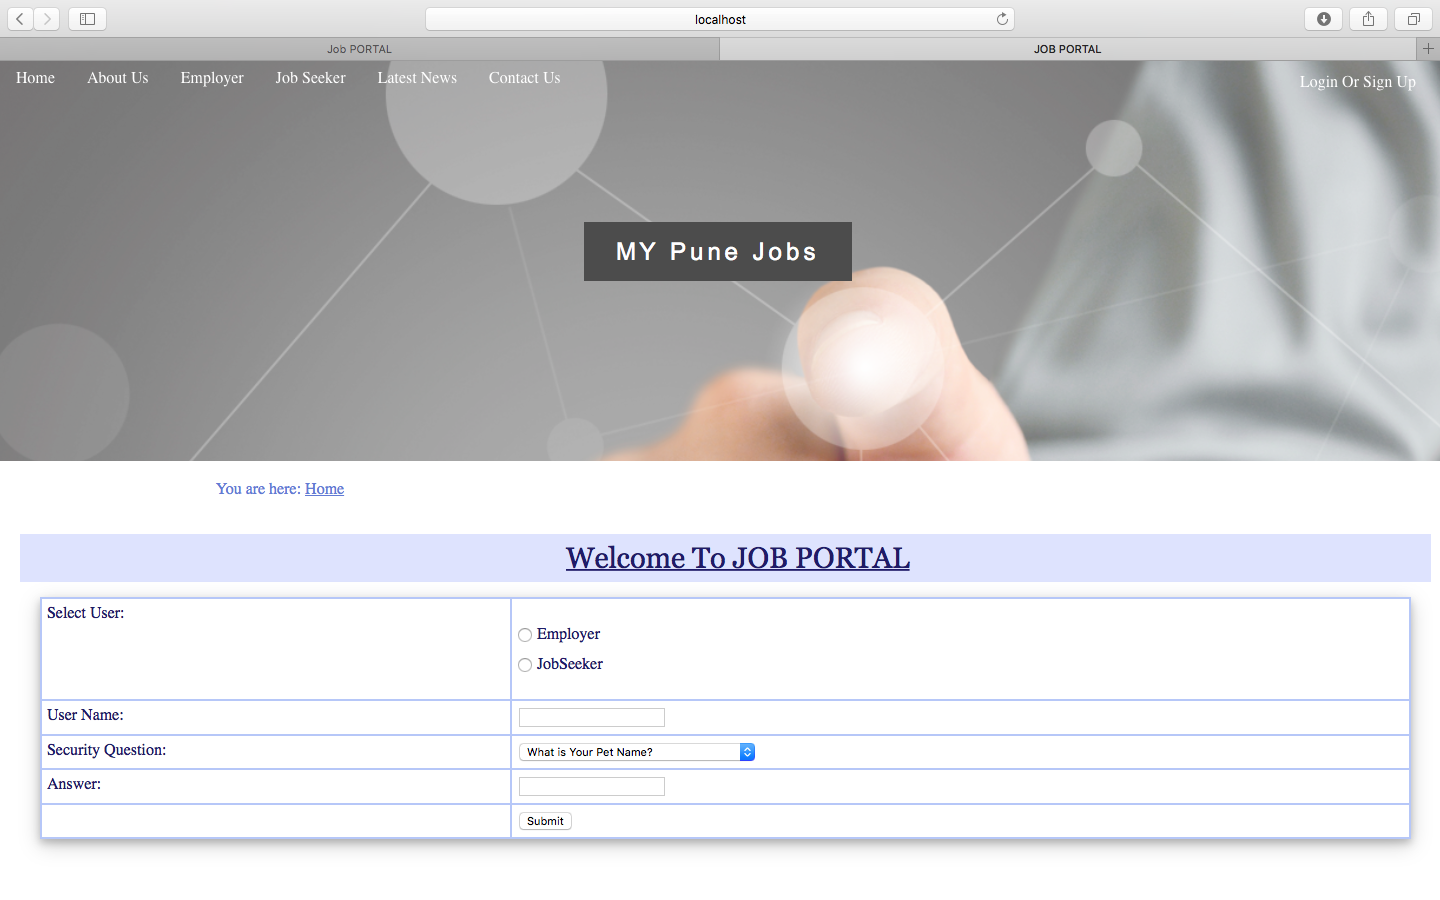 localhost
Job PORTAL
JOB PORTAL
Home About Us Employer Job Seeker Latest News Contact Us
Login Or Sign Up
MY Pune Jobs
You are here: Home
Welcome To JOB PORTAL
Select User:
Employer
JobSeeker
User Name:
Security Question: What is Your Pet Name?
Answer:
Submit